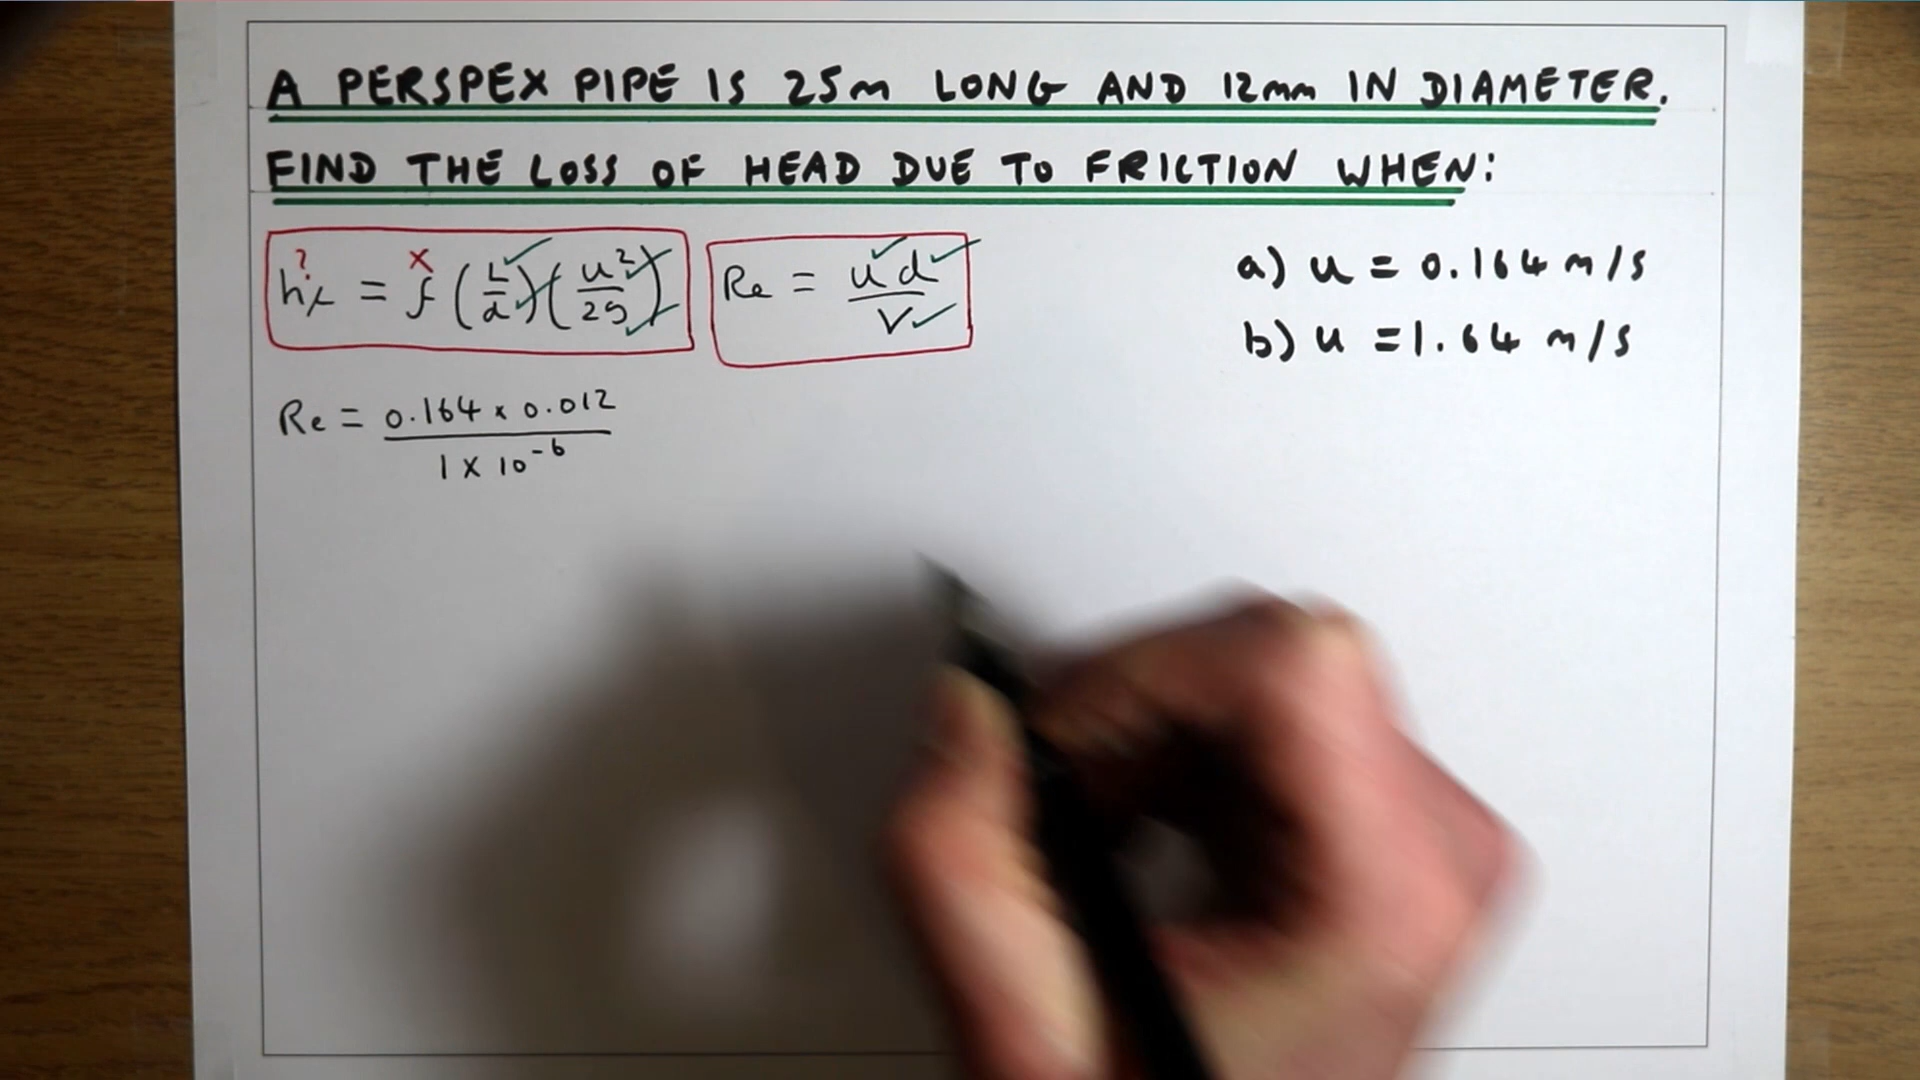 A PERSPEX PIPE IS 25m LONG AND 12mm IN DIAMETER.
FIND THE LOSS OF HEAD DUE TO FRICTION WHEN:
? x
hf = f (L/d)(u²/2g)
Re = ud/ν
a) u = 0.164 m/s
b) u = 1.64 m/s
Re = 0.164 x 0.012
1 x 10⁻⁶